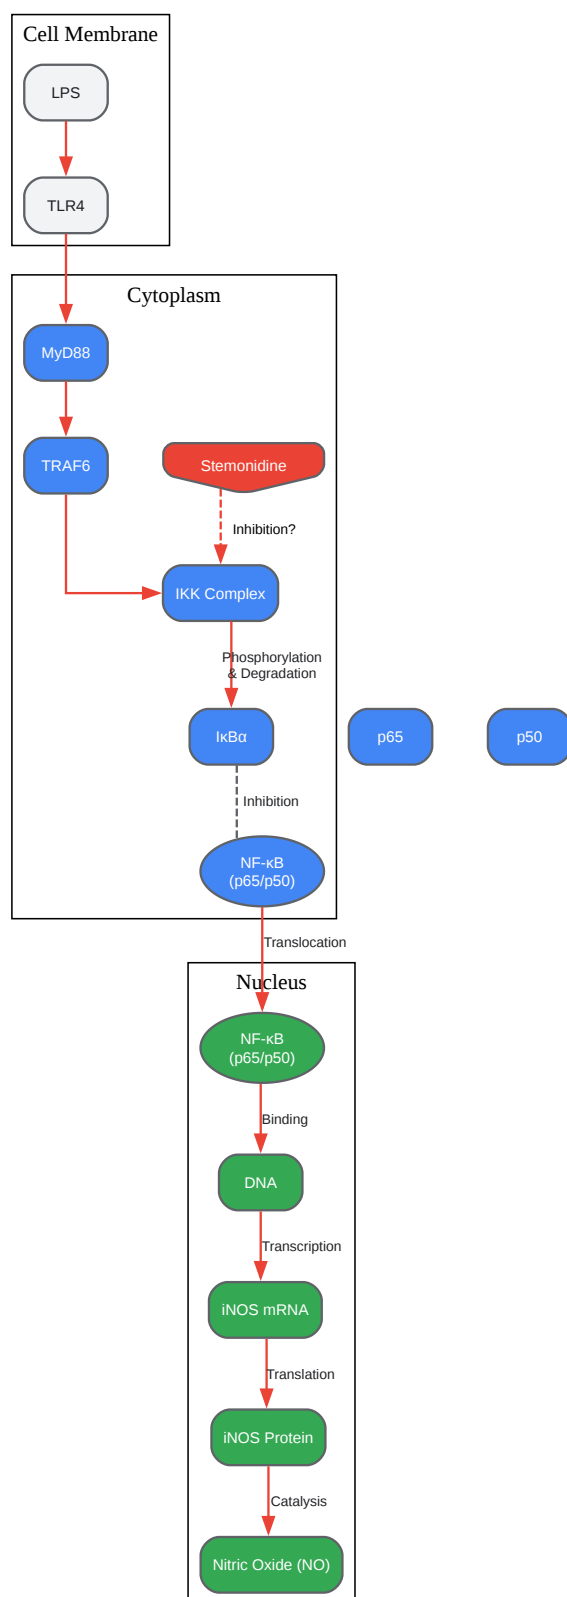 Cell Membrane
LPS
TLR4
Cytoplasm
MyD88
TRAF6
Stemonidine
Inhibition?
IKK Complex
Phosphorylation
& Degradation
IκBα
p65
p50
Inhibition
NF-κB
(p65/p50)
Translocation
Nucleus
NF-κB
(p65/p50)
Binding
DNA
Transcription
iNOS mRNA
Translation
iNOS Protein
Catalysis
Nitric Oxide (NO)